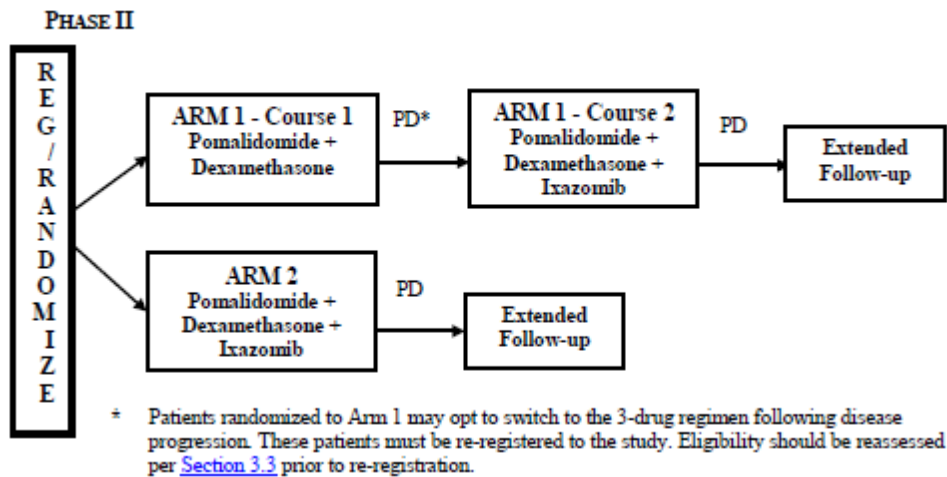 PHASE II
REG/RANDOMIZE
ARM 1 - Course 1
Pomalidomide +
Dexamethasone
PD*
ARM 1 - Course 2
Pomalidomide +
Dexamethasone +
Ixazomib
PD
Extended
Follow-up
ARM 2
Pomalidomide +
Dexamethasone +
Ixazomib
PD
Extended
Follow-up
* Patients randomized to Arm 1 may opt to switch to the 3-drug regimen following disease
progression. These patients must be re-registered to the study. Eligibility should be reassessed
per Section 3.3 prior to re-registration.